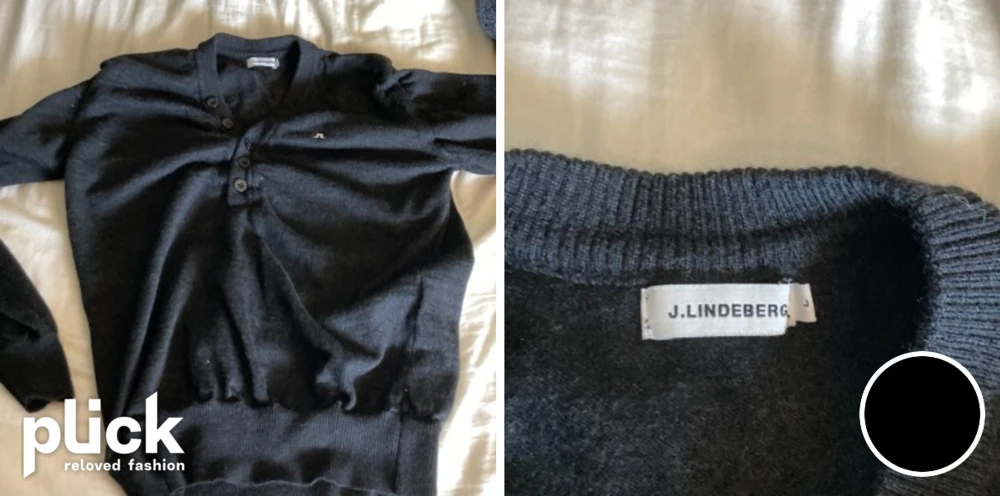 plick
reloved fashion
J.LINDEBERG
L